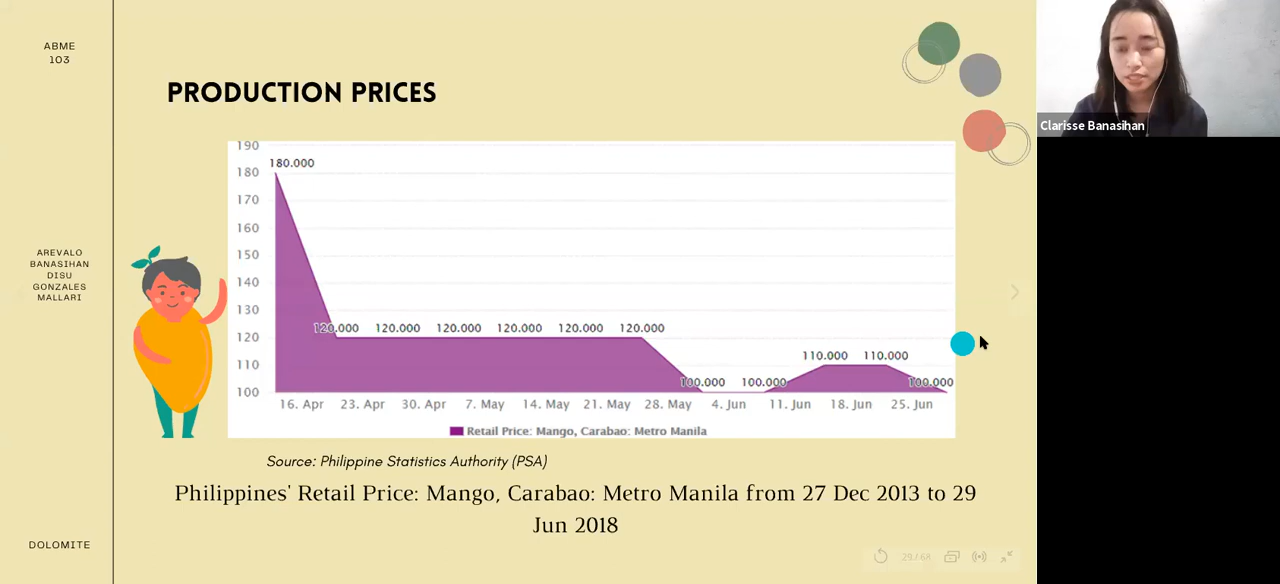 ABME
103
PRODUCTION PRICES
Clarisse Banasihan
190
180
170
160
150
140
130
120
110
100
180.000
120.000
120.000
120.000
120.000
120.000
120.000
100.000
100.000
110.000
110.000
100.000
16. Apr 23. Apr 30. Apr 7. May 14. May 21. May 28. May 4. Jun 11. Jun 18. Jun 25. Jun
Retail Price: Mango, Carabao: Metro Manila
AREVALO
BANASIHAN
DISU
GONZALES
MALLARI
Source: Philippine Statistics Authority (PSA)
Philippines' Retail Price: Mango, Carabao: Metro Manila from 27 Dec 2013 to 29
Jun 2018
DOLOMITE
29 / 68